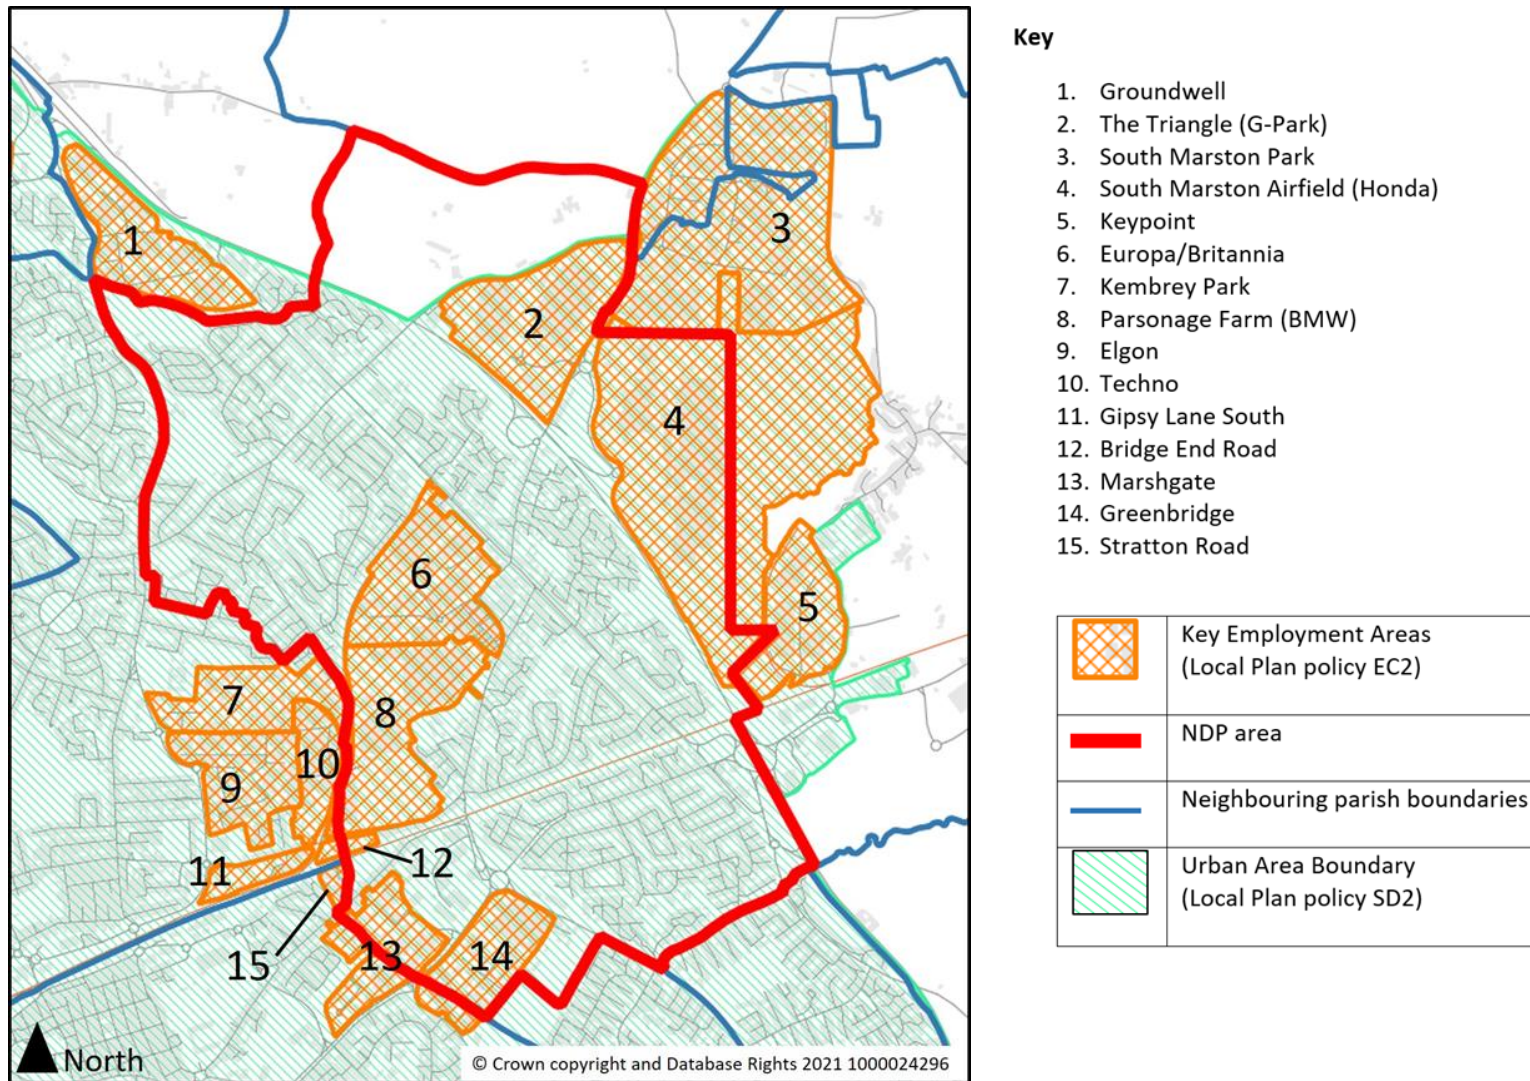 Key
1. Groundwell
2. The Triangle (G-Park)
3. South Marston Park
4. South Marston Airfield (Honda)
5. Keypoint
6. Europa/Britannia
7. Kembrey Park
8. Parsonage Farm (BMW)
9. Elgon
10. Techno
11. Gipsy Lane South
12. Bridge End Road
13. Marshgate
14. Greenbridge
15. Stratton Road
Key Employment Areas
(Local Plan policy EC2)
NDP area
Neighbouring parish boundaries
Urban Area Boundary
(Local Plan policy SD2)
1
2
3
4
5
6
7
8
9
10
11
12
13
14
15
North
© Crown copyright and Database Rights 2021 1000024296